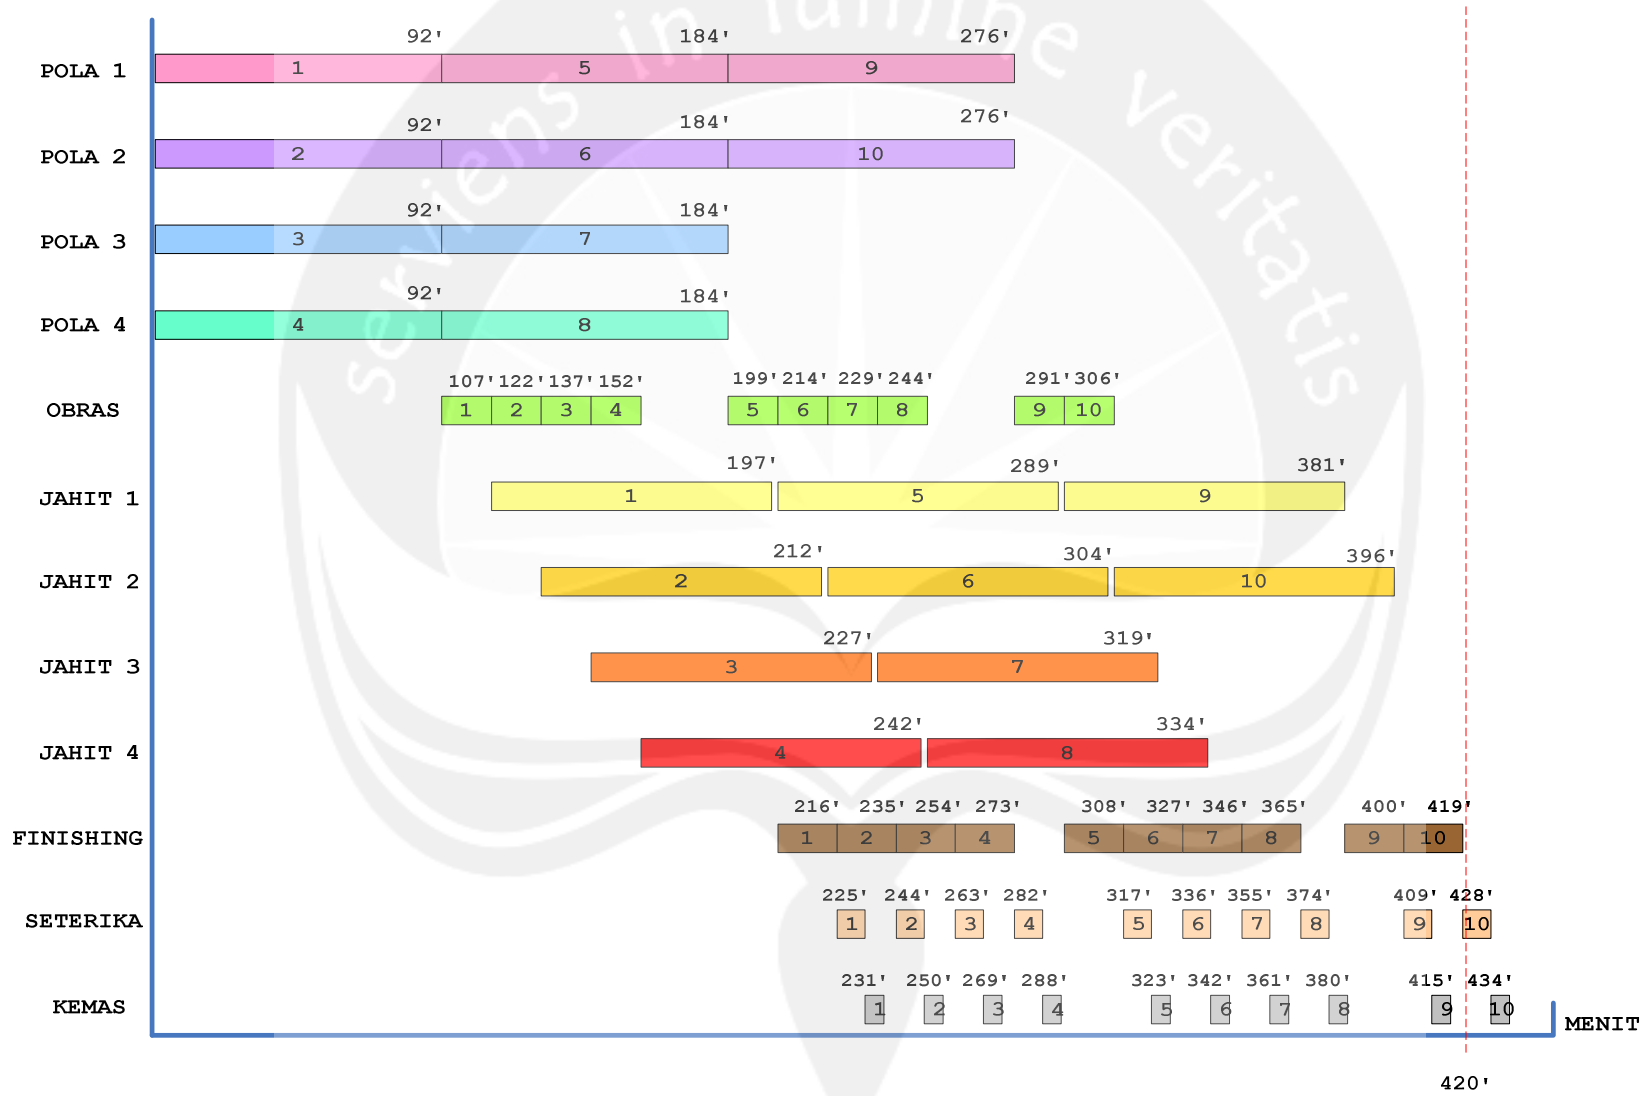 serviens in lumine veritatis
92' 184' 276'
POLA 1 1 5 9
92' 184' 276'
POLA 2 2 6 10
92' 184'
POLA 3 3 7
92' 184'
POLA 4 4 8
107' 122' 137' 152' 199' 214' 229' 244' 291' 306'
OBRAS 1 2 3 4 5 6 7 8 9 10
197' 289' 381'
JAHIT 1 1 5 9
212' 304' 396'
JAHIT 2 2 6 10
227' 319'
JAHIT 3 3 7
242' 334'
JAHIT 4 4 8
216' 235' 254' 273' 308' 327' 346' 365' 400' 419'
FINISHING 1 2 3 4 5 6 7 8 9 10
225' 244' 263' 282' 317' 336' 355' 374' 409' 428'
SETERIKA 1 2 3 4 5 6 7 8 9 10
231' 250' 269' 288' 323' 342' 361' 380' 415' 434'
KEMAS 1 2 3 4 5 6 7 8 9 10
MENIT
420'